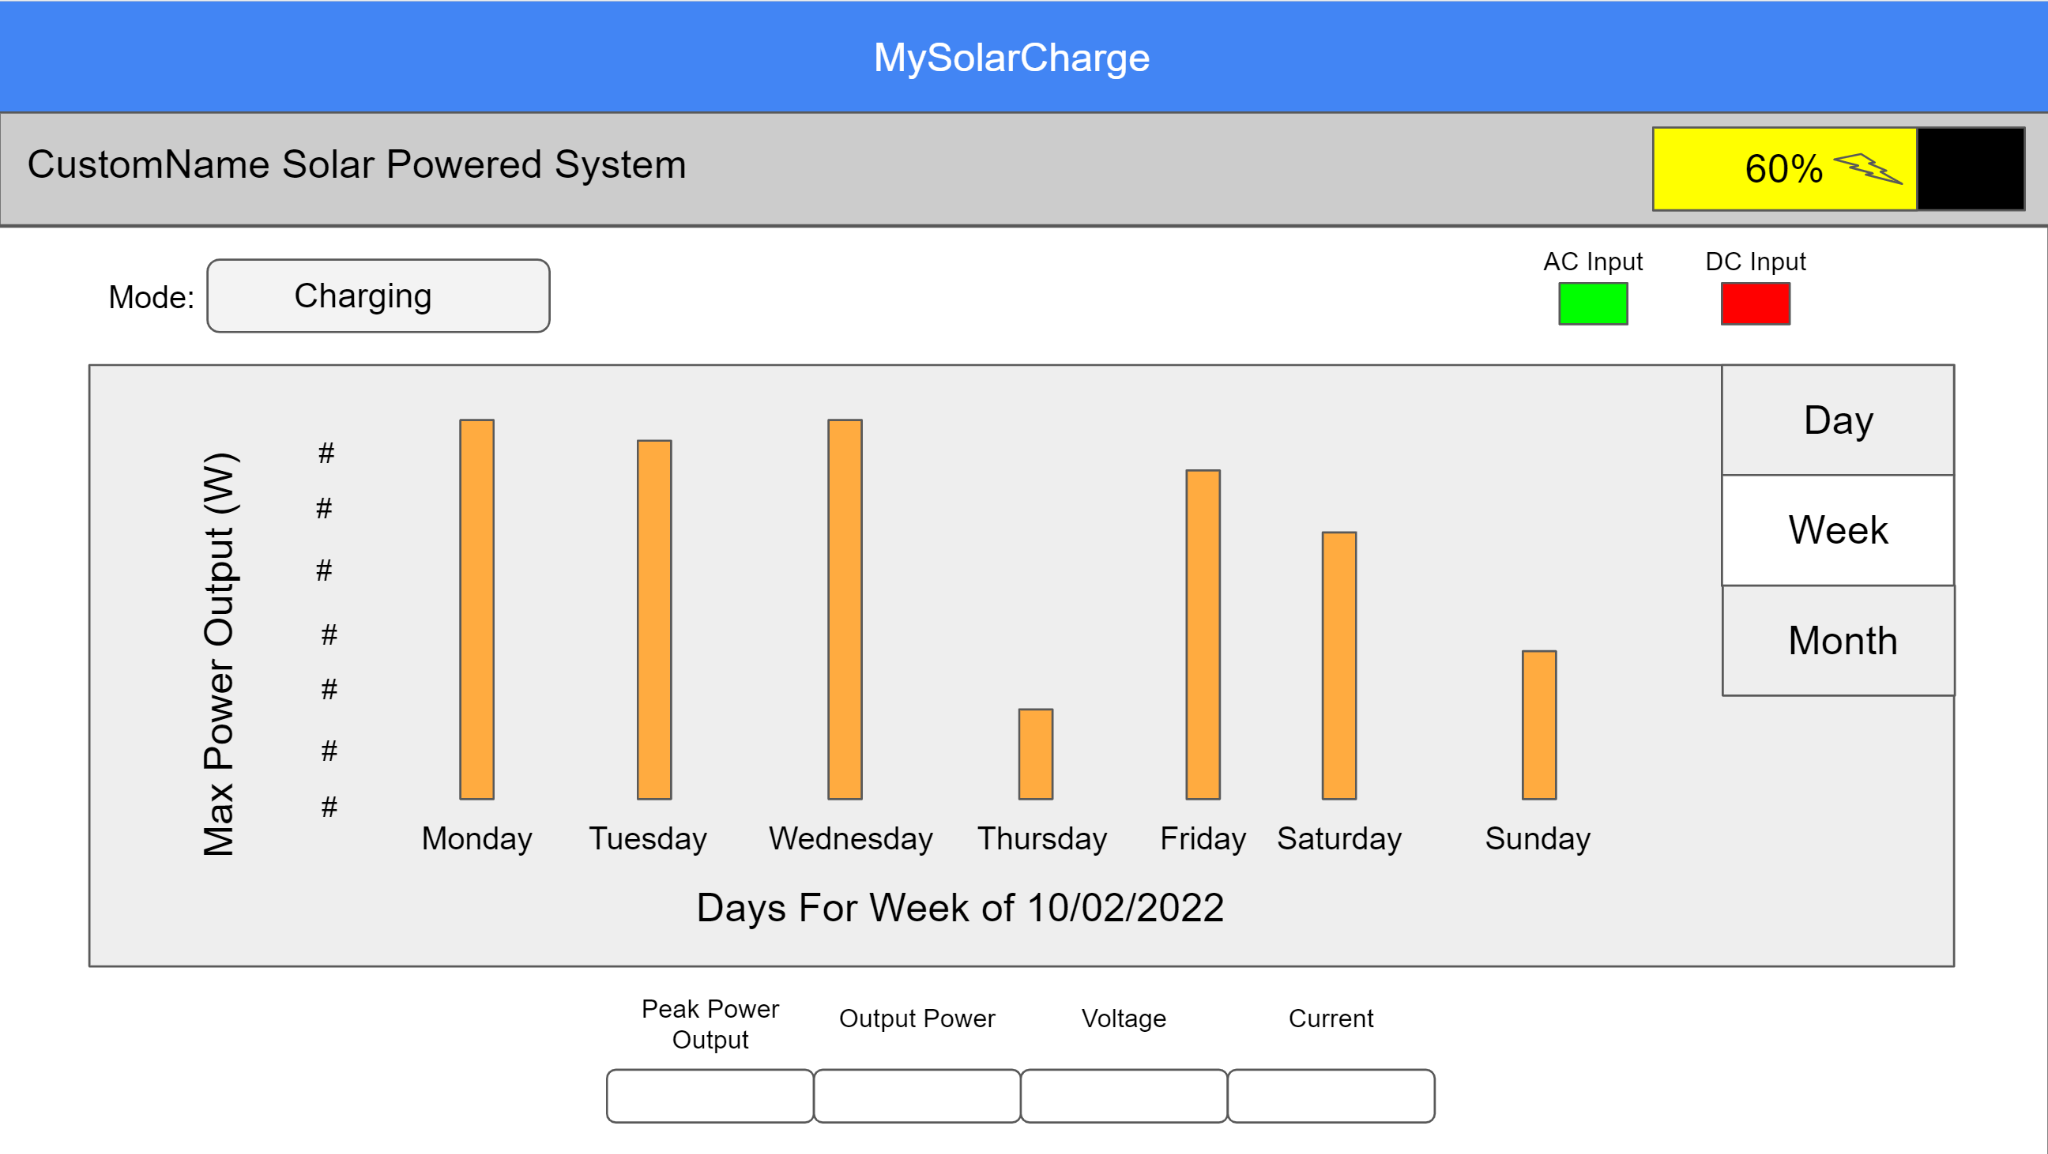 MySolarCharge
CustomName Solar Powered System
60%
Mode:
Charging
AC Input
DC Input
Max Power Output (W)
#
#
#
#
#
#
#
Day
Week
Month
Monday
Tuesday
Wednesday
Thursday
Friday
Saturday
Sunday
Days For Week of 10/02/2022
Peak Power
Output
Output Power
Voltage
Current